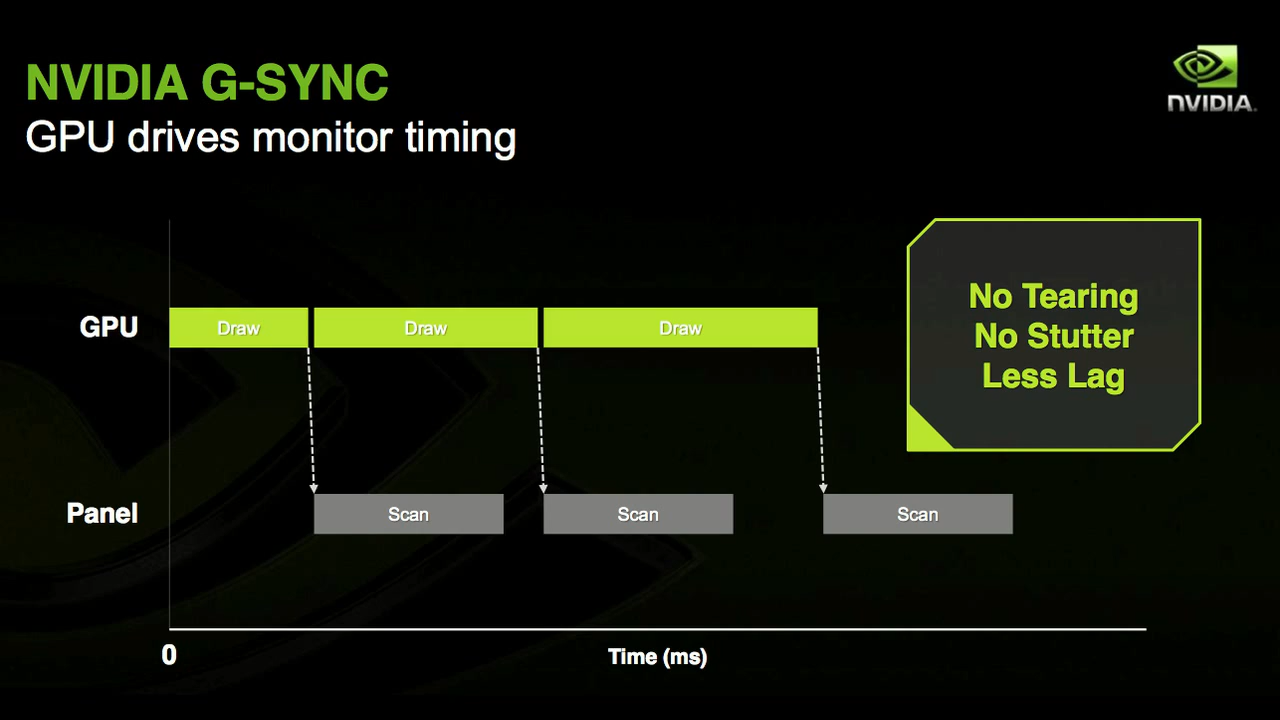 NVIDIA G-SYNC
GPU drives monitor timing
NVIDIA.
No Tearing
No Stutter
Less Lag
GPU
Draw
Draw
Draw
Panel
Scan
Scan
Scan
0
Time (ms)